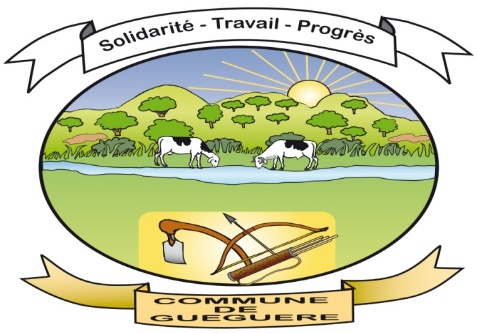 Solidarité - Travail - Progrès
COMMUNE
DE
GUEGUERE